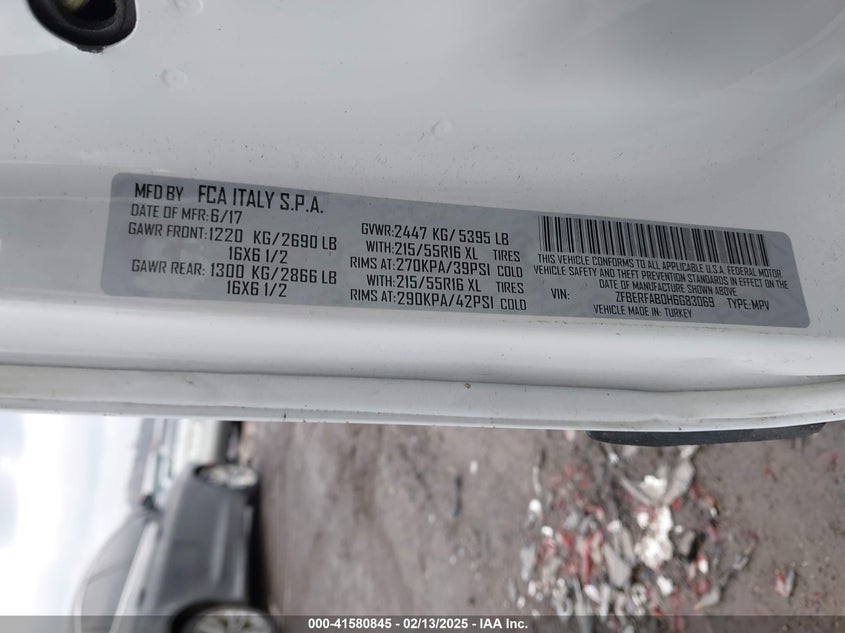 MFD BY FCA ITALY S.P.A.
DATE OF MFR:6/17
GAWR FRONT:1220 KG/2690 LB
16X6 1/2
GAWR REAR: 1300 KG/2866 LB
16X6 1/2
GVWR:2447 KG/5395 LB
WITH:215/55R16 XL TIRES
RIMS AT:270KPA/39PSI COLD
WITH:215/55R16 XL TIRES
RIMS AT:290KPA/42PSI COLD
THIS VEHICLE CONFORMS TO ALL APPLICABLE U.S.A. FEDERAL MOTOR
VEHICLE SAFETY AND THEFT PREVENTION STANDARDS IN EFFECT ON THE
DATE OF MANUFACTURE SHOWN ABOVE.
VIN: ZFBERFAB0H6G83069 TYPE:MPV
VEHICLE MADE IN: TURKEY
000-41580845 - 02/13/2025 - IAA Inc.